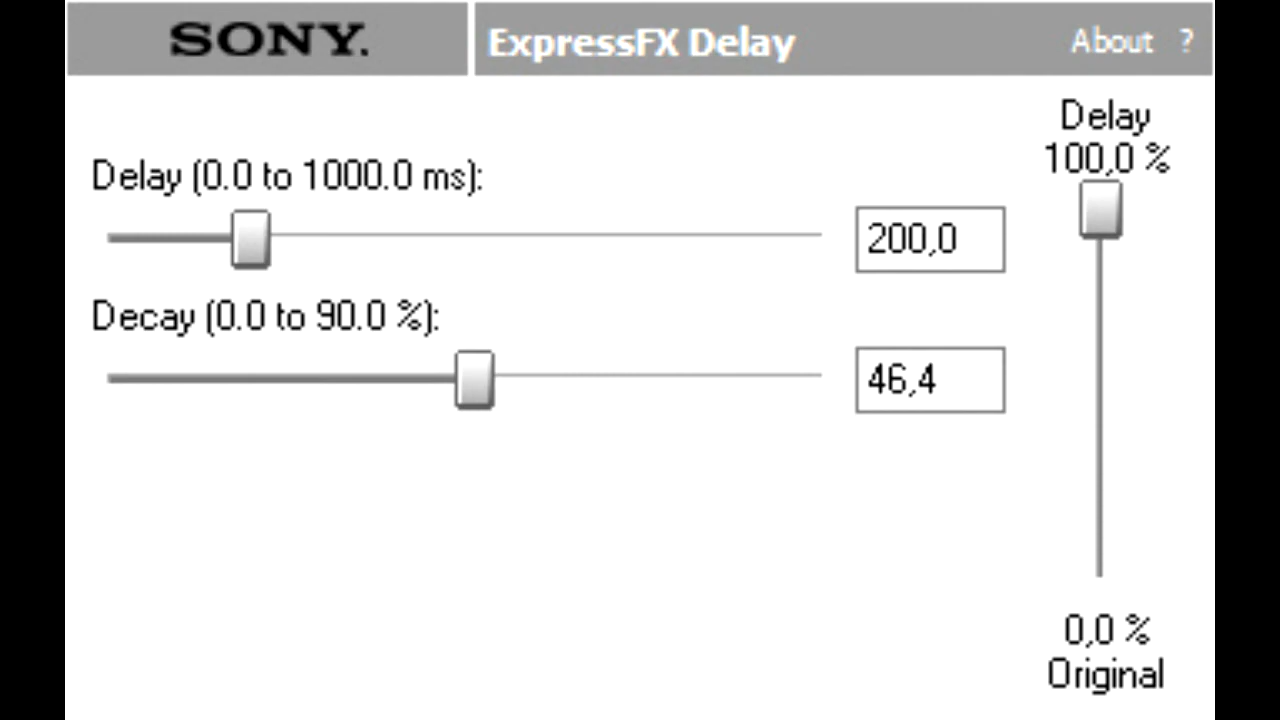 SONY.
ExpressFX Delay
About ?
Delay
100,0 %
Delay (0.0 to 1000.0 ms):
200,0
Decay (0.0 to 90.0 %):
46,4
0,0 %
Original